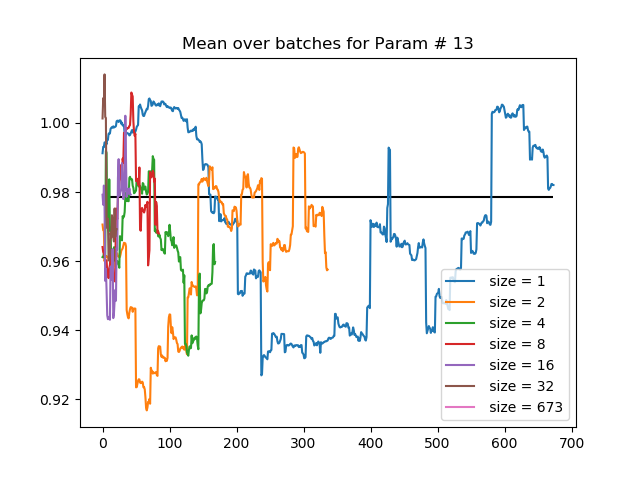 Mean over batches for Param # 13
1.00
0.98
0.96
0.94
0.92
size = 1
size = 2
size = 4
size = 8
size = 16
size = 32
size = 673
0 100 200 300 400 500 600 700